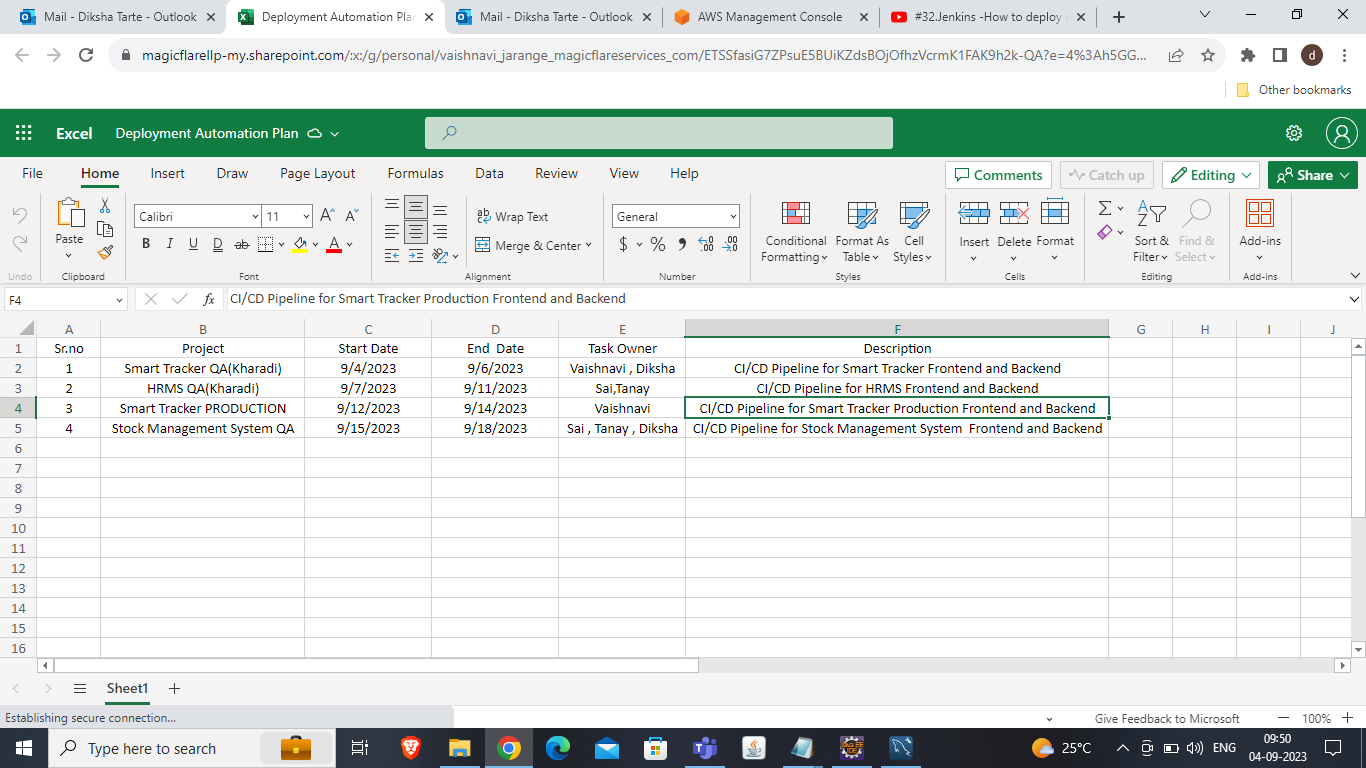 Mail - Diksha Tarte - Outlook
Deployment Automation Pla
Mail - Diksha Tarte - Outlook
AWS Management Console
#32.Jenkins -How to deploy
magicflarellp-my.sharepoint.com/:x:/g/personal/vaishnavi_jarange_magicflareservices_com/ETSSfasiG7ZPsuE5BUiKZdsBOjOfhzVcrmK1FAK9h2k-QA?e=4%3Ah5GG...
d
Other bookmarks
Excel Deployment Automation Plan
File Home Insert Draw Page Layout Formulas Data Review View Help
Comments Catch up Editing Share
Calibri 11 Wrap Text General
Paste Conditional Format As Cell Insert Delete Format Sort & Find & Add-ins
B I U D ab A Merge & Center $ % Formatting Table Styles Filter Select
Undo Clipboard Font Alignment Number Styles Cells Editing Add-ins
F4 fx CI/CD Pipeline for Smart Tracker Production Frontend and Backend
A B C D E F G H I J
1 Sr.no Project Start Date End Date Task Owner Description
2 1 Smart Tracker QA(Kharadi) 9/4/2023 9/6/2023 Vaishnavi , Diksha CI/CD Pipeline for Smart Tracker Frontend and Backend
3 2 HRMS QA(Kharadi) 9/7/2023 9/11/2023 Sai,Tanay CI/CD Pipeline for HRMS Frontend and Backend
4 3 Smart Tracker PRODUCTION 9/12/2023 9/14/2023 Vaishnavi CI/CD Pipeline for Smart Tracker Production Frontend and Backend
5 4 Stock Management System QA 9/15/2023 9/18/2023 Sai , Tanay , Diksha CI/CD Pipeline for Stock Management System Frontend and Backend
6
7
8
9
10
11
12
13
14
15
16
Sheet1
Establishing secure connection...
Give Feedback to Microsoft 100%
Type here to search
25°C ENG
09:50
04-09-2023